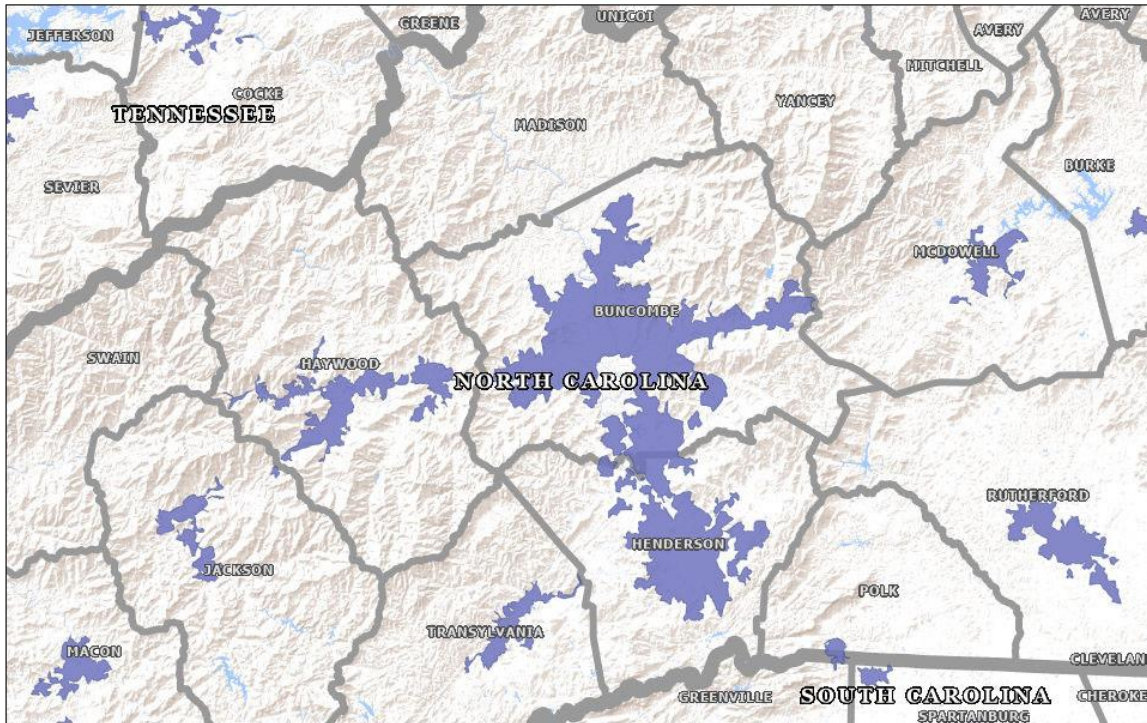 UNICOI
AVERY
GREENE
AVERY
JEFFERSON
MITCHELL
COCKE
YANCEY
TENNESSEE
MADISON
BURKE
SEVIER
MCDOWELL
BUNCOMBE
SWAIN
HAYWOOD
NORTH CAROLINA
RUTHERFORD
HENDERSON
JACKSON
POLK
TRANSYLVANIA
MACON
CLEVELAN
GREENVILLE
SOUTH CAROLINA
CHEROKE
SPARTANBURG